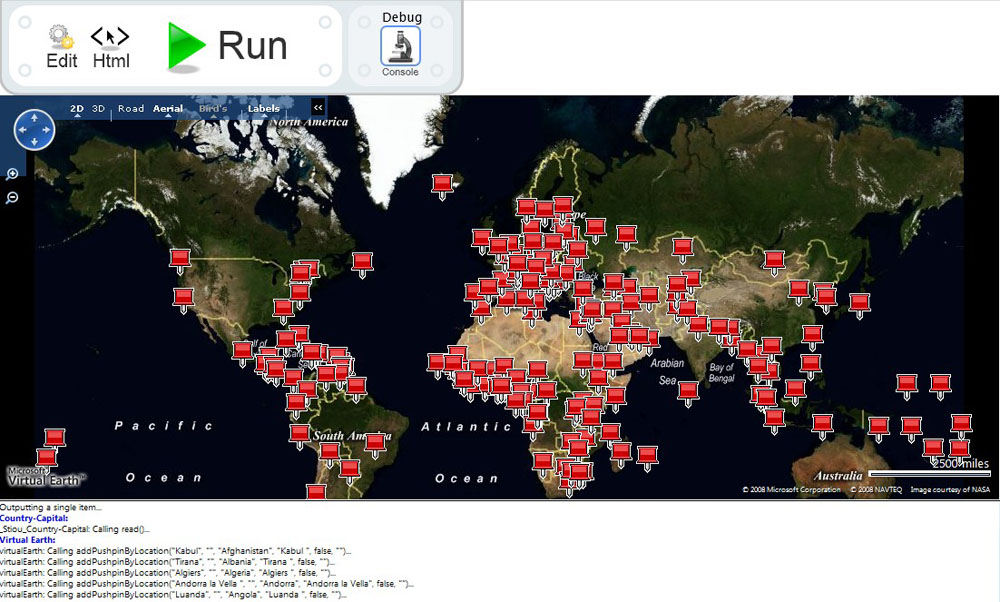 Debug
Edit
Html
Run
Console
2D 3D Road Aerial Bird's Labels <<
North America
Black
Gulf of
Red
Arabian
Sea
Bay of
Bengal
Pacific
Ocean
South America
Atlantic
Ocean
Australia
2500 miles
Microsoft
Virtual Earth™
© 2008 Microsoft Corporation © 2008 NAVTEQ Image courtesy of NASA
Outputting a single item...
Country-Capital:
_Stiou_Country-Capital: Calling read()...
Virtual Earth:
virtualEarth: Calling addPushpinByLocation("Kabul", "", "Afghanistan", "Kabul ", false, "")...
virtualEarth: Calling addPushpinByLocation("Tirana", "", "Albania", "Tirana ", false, "")...
virtualEarth: Calling addPushpinByLocation("Algiers", "", "Algeria", "Algiers ", false, "")...
virtualEarth: Calling addPushpinByLocation("Andorra la Vella ", "", "Andorra", "Andorra la Vella", false, "")...
virtualEarth: Calling addPushpinByLocation("Luanda", "", "Angola", "Luanda ", false, "")...